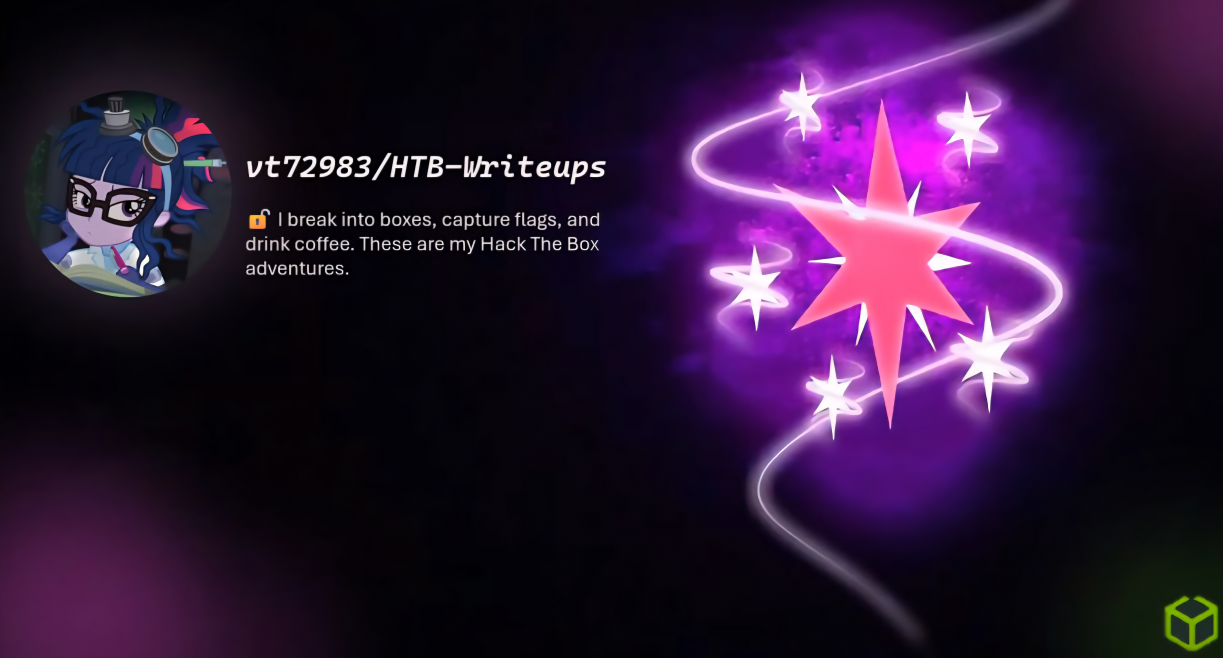 vt72983/HTB-Writeups
🔓 I break into boxes, capture flags, and
drink coffee. These are my Hack The Box
adventures.